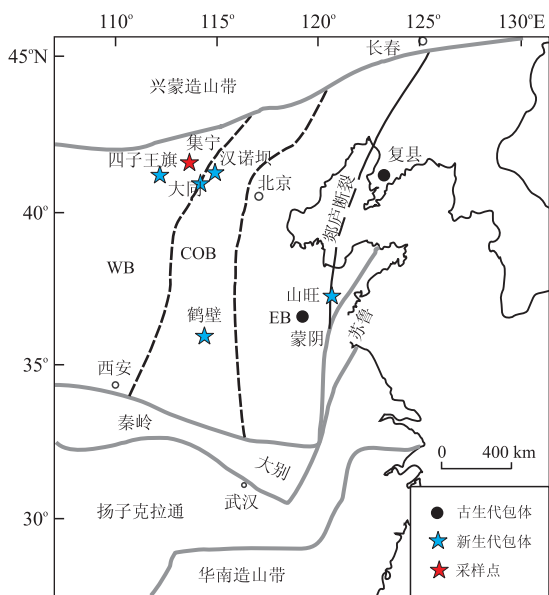 110° 115° 120° 125° 130°E
45°N
长春
兴蒙造山带
集宁
四子王旗
汉诺坝
大同
北京
复县
40°
郯庐断裂
WB
COB
山旺
EB
鹤壁
蒙阴
苏鲁
35°
西安
秦岭
0 400 km
大别
武汉
扬子克拉通
30°
古生代包体
新生代包体
采样点
华南造山带